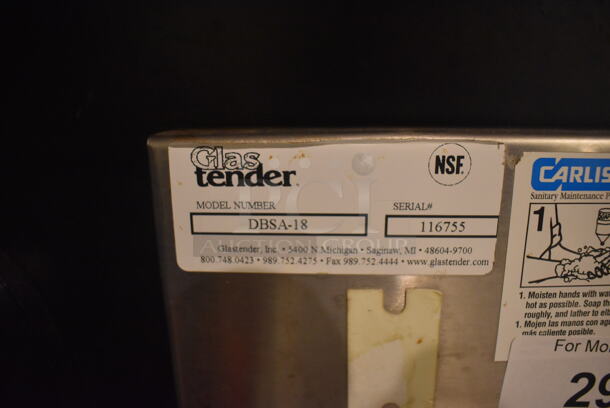 Glas
tender
NSF
MODEL NUMBER
SERIAL#
DBSA-18
116755
Glastender, Inc. • 5400 N Michigan • Saginaw, MI • 48604-9700
800.748.0423 • 989.752.4275 • Fax 989.752.4444 • www.glastender.com
CARLIS
Sanitary Maintenance P
1
1. Moisten hands with wa
hot as possible. Soap th
roughly, and lather to elb
1. Mojen las manos con ag
más caliente posible.
For Mo
29